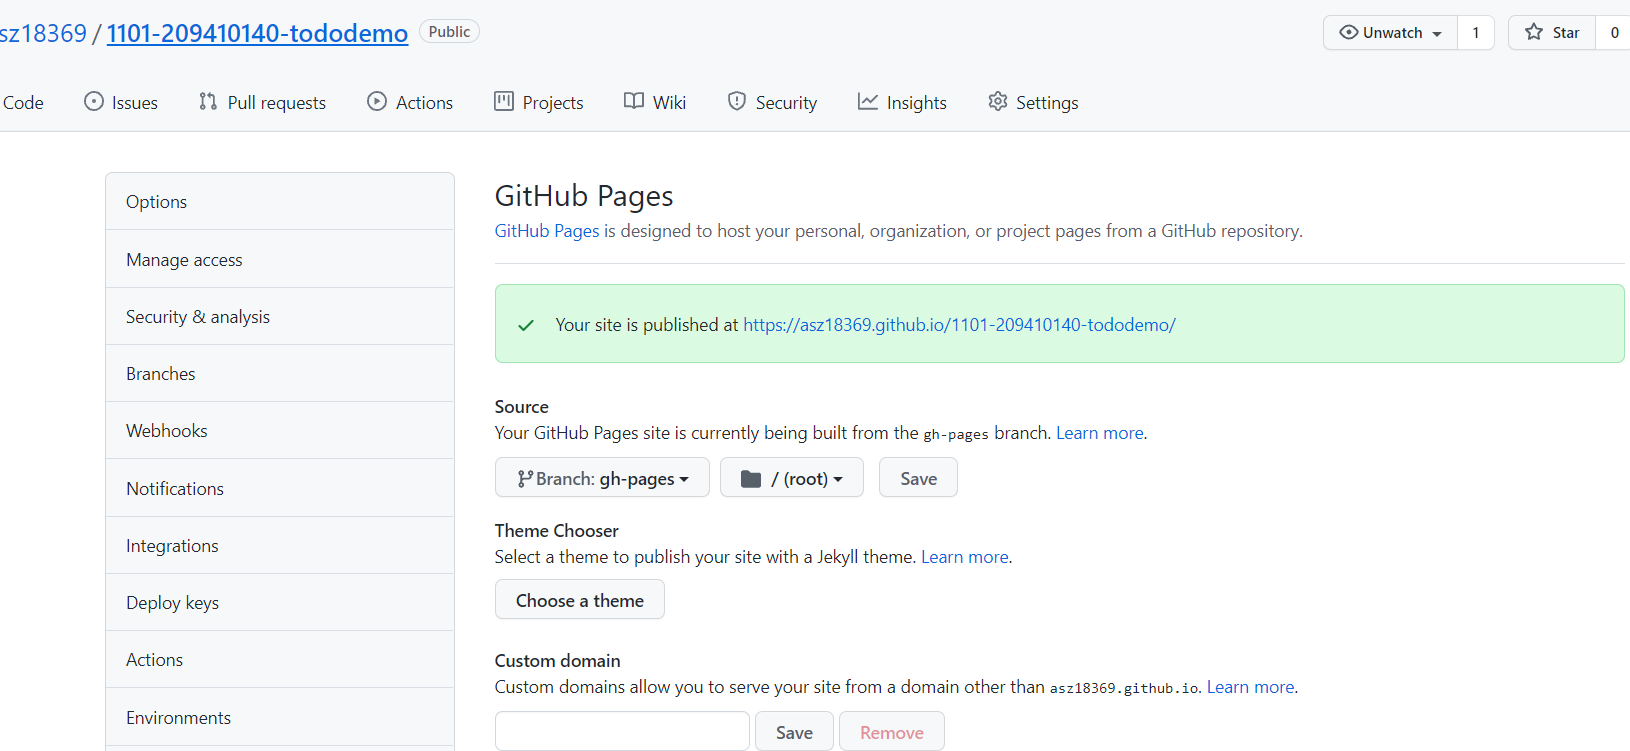 sz18369 / 1101-209410140-tododemo Public Unwatch 1 Star 0
Code Issues Pull requests Actions Projects Wiki Security Insights Settings
Options
Manage access
Security & analysis
Branches
Webhooks
Notifications
Integrations
Deploy keys
Actions
Environments
GitHub Pages
GitHub Pages is designed to host your personal, organization, or project pages from a GitHub repository.
Your site is published at https://asz18369.github.io/1101-209410140-tododemo/
Source
Your GitHub Pages site is currently being built from the gh-pages branch. Learn more.
Branch: gh-pages / (root) Save
Theme Chooser
Select a theme to publish your site with a Jekyll theme. Learn more.
Choose a theme
Custom domain
Custom domains allow you to serve your site from a domain other than asz18369.github.io. Learn more.
Save Remove